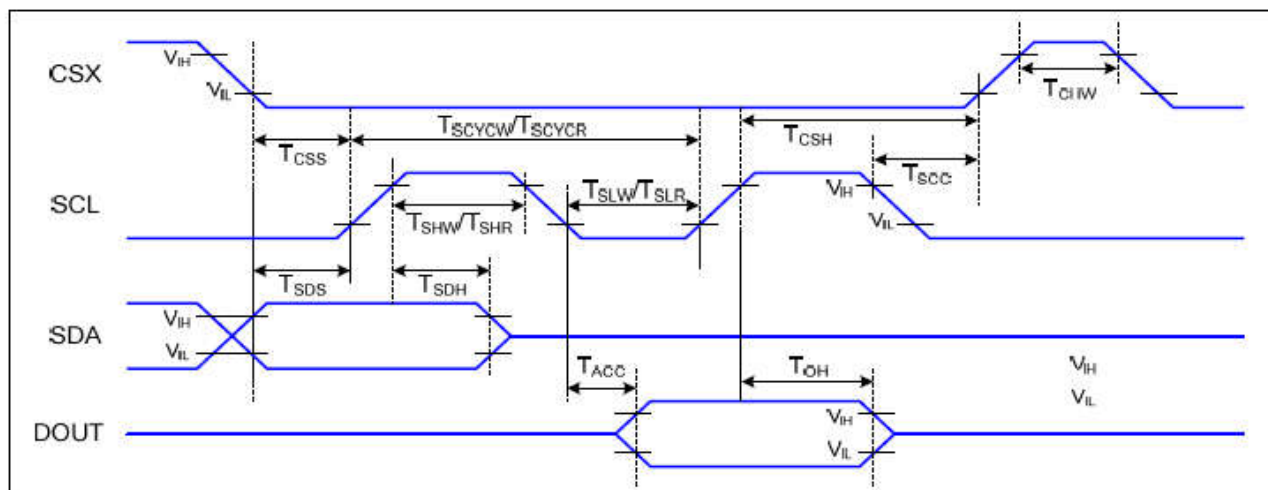 CSX
VIH
VIL
TCHW
TSCYCW/TSCYCR
TCSS
TCSH
TSCC
SCL
TSLW/TSLR
VIH
VIL
TSHW/TSHR
TSDS
TSDH
SDA
VIH
VIL
TACC
TOH
VIH
VIL
DOUT
VIH
VIL